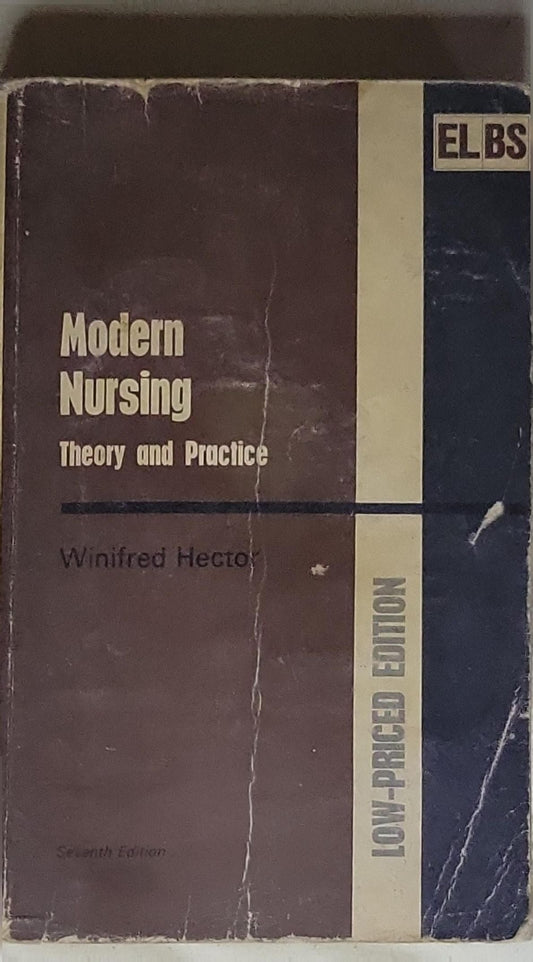 ELBS
Modern
Nursing
Theory and Practice
Winifred Hector
LOW-PRICED EDITION
Seventh Edition